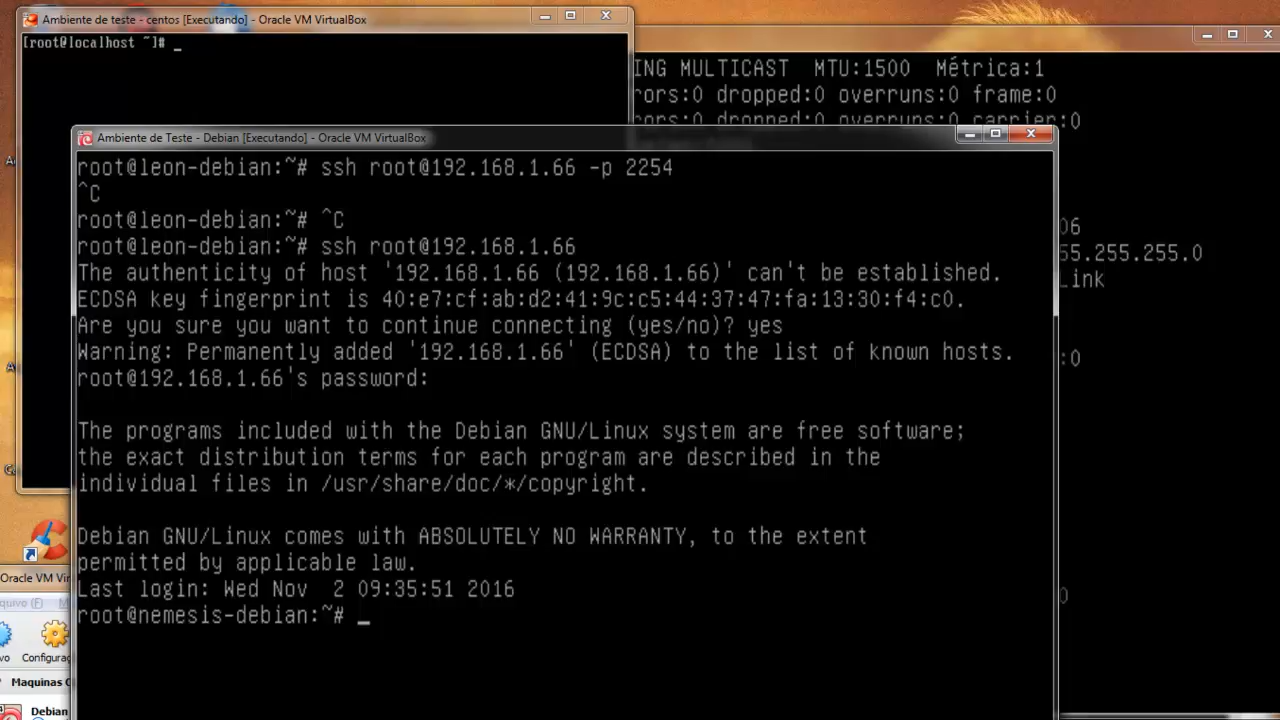 Ambiente de teste - centos [Executando] - Oracle VM VirtualBox
[root@localhost ~]# _
ING MULTICAST  MTU:1500  Métrica:1
rors:0 dropped:0 overruns:0 frame:0
rors:0 dropped:0 overruns:0 carrier:0
Ambiente de Teste - Debian [Executando] - Oracle VM VirtualBox
root@leon-debian:~# ssh root@192.168.1.66 -p 2254
^C
root@leon-debian:~# ^C
root@leon-debian:~# ssh root@192.168.1.66
The authenticity of host '192.168.1.66 (192.168.1.66)' can't be established.
ECDSA key fingerprint is 40:e7:cf:ab:d2:41:9c:c5:44:37:47:fa:13:30:f4:c0.
Are you sure you want to continue connecting (yes/no)? yes
Warning: Permanently added '192.168.1.66' (ECDSA) to the list of known hosts.
root@192.168.1.66's password:
The programs included with the Debian GNU/Linux system are free software;
the exact distribution terms for each program are described in the
individual files in /usr/share/doc/*/copyright.
Debian GNU/Linux comes with ABSOLUTELY NO WARRANTY, to the extent
permitted by applicable law.
Last login: Wed Nov  2 09:35:51 2016
root@nemesis-debian:~# _
06
55.255.255.0
Link
:0
0
Oracle VM Vir
quivo (F)
vo
Configura
Maquinas
Debian